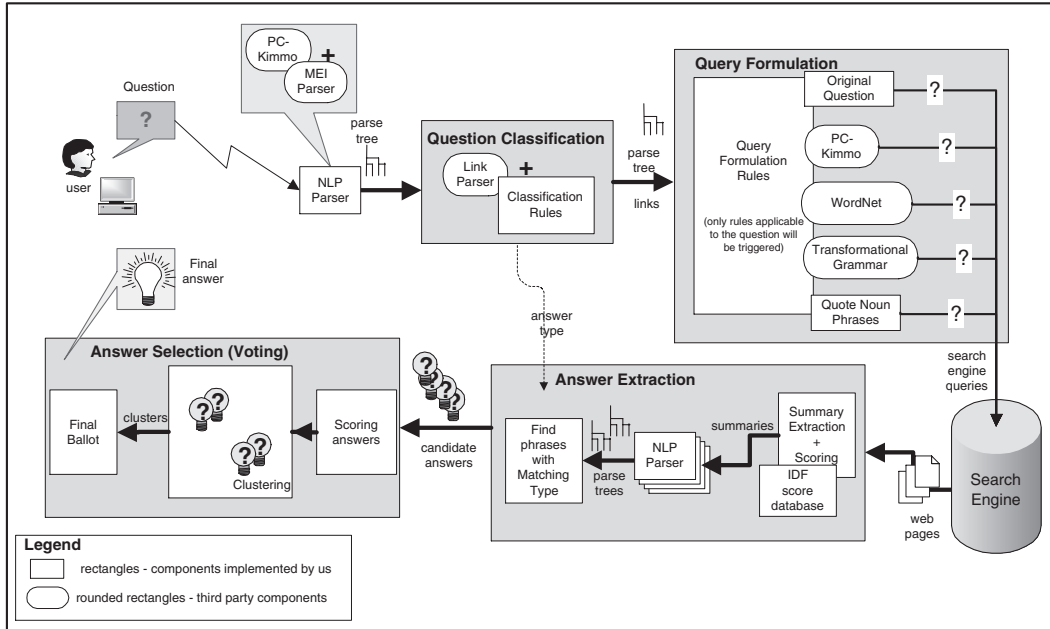 Question
?
user
PC-
Kimmo
+
MEI
Parser
NLP
Parser
parse
tree
Question Classification
Link
Parser
+
Classification
Rules
parse
tree
links
Query Formulation
Query
Formulation
Rules
(only rules applicable
to the question will
be triggered)
Original
Question
?
PC-
Kimmo
?
WordNet
?
Transformational
Grammar
?
Quote Noun
Phrases
?
search
engine
queries
Search
Engine
web
pages
answer
type
Answer Extraction
Summary
Extraction
+
Scoring
IDF
score
database
summaries
NLP
Parser
parse
trees
Find
phrases with
Matching
Type
?
?
?
?
candidate
answers
Answer Selection (Voting)
Scoring
answers
?
?
?
?
Clustering
clusters
Final
Ballot
Final
answer
Legend
rectangles - components implemented by us
rounded rectangles - third party components